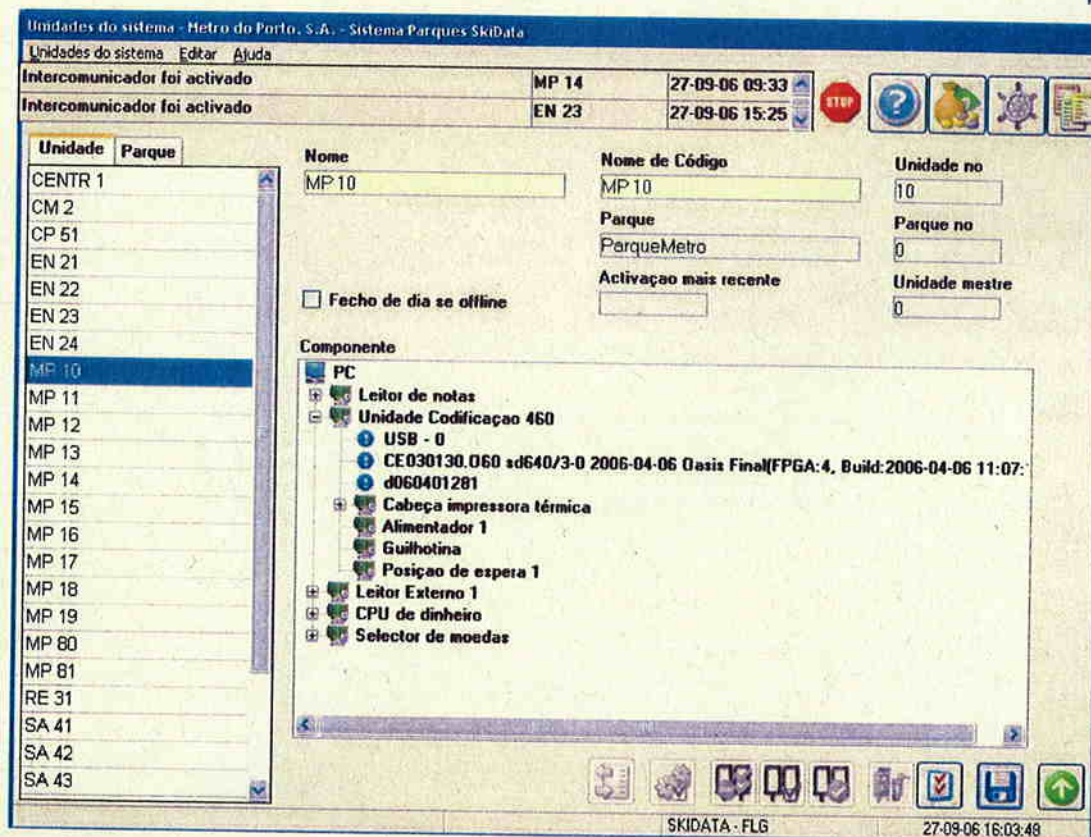 Unidades do sistema - Metro do Porto, S.A. - Sistema Parques SkiData
Unidades do sistema Editar Ajuda
Intercomunicador foi activado MP 14 27-09-06 09:33
Intercomunicador foi activado EN 23 27-09-06 15:25
STOP
Unidade Parque
CENTR 1
CM 2
CP 51
EN 21
EN 22
EN 23
EN 24
MP 10
MP 11
MP 12
MP 13
MP 14
MP 15
MP 16
MP 17
MP 18
MP 19
MP 80
MP 81
RE 31
SA 41
SA 42
SA 43
Nome
MP 10
Nome de Código
MP 10
Unidade no
10
Parque
ParqueMetro
Parque no
0
Activaçao mais recente
Unidade mestre
0
Fecho de dia se offline
Componente
PC
Leitor de notas
Unidade Codificaçao 460
USB - 0
CE030130.060 sd640/3-0 2006-04-06 Oasis Final(FPGA:4, Build:2006-04-06 11:07:
d060401281
Cabeça impressora térmica
Alimentador 1
Guilhotina
Posiçao de espera 1
Leitor Externo 1
CPU de dinheiro
Selector de moedas
SKIDATA - FLG 27-09-06 16:03:48